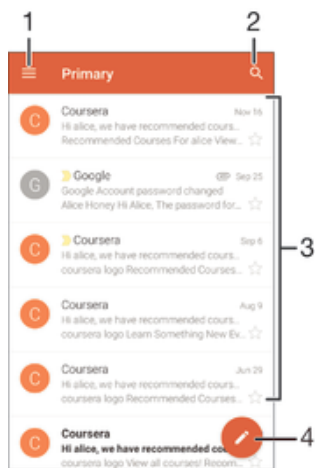 1
2
Primary
C
Coursera
Nov 16
Hi alice, we have recommended cours...
Recommended Courses For alice View...
3
G
Google
Sep 25
Google Account password changed
Alice Honey Hi Alice, The password for...
C
Coursera
Sep 6
Hi alice, we have recommended cours...
coursera logo Recommended Courses...
C
Coursera
Aug 9
Hi alice, we have recommended cours...
coursera logo Learn Something New Ev...
C
Coursera
Jun 29
Hi alice, we have recommended cours...
coursera logo Recommended Courses...
4
C
Coursera
Hi alice, we have recommended co
coursera logo View all courses! Recom...